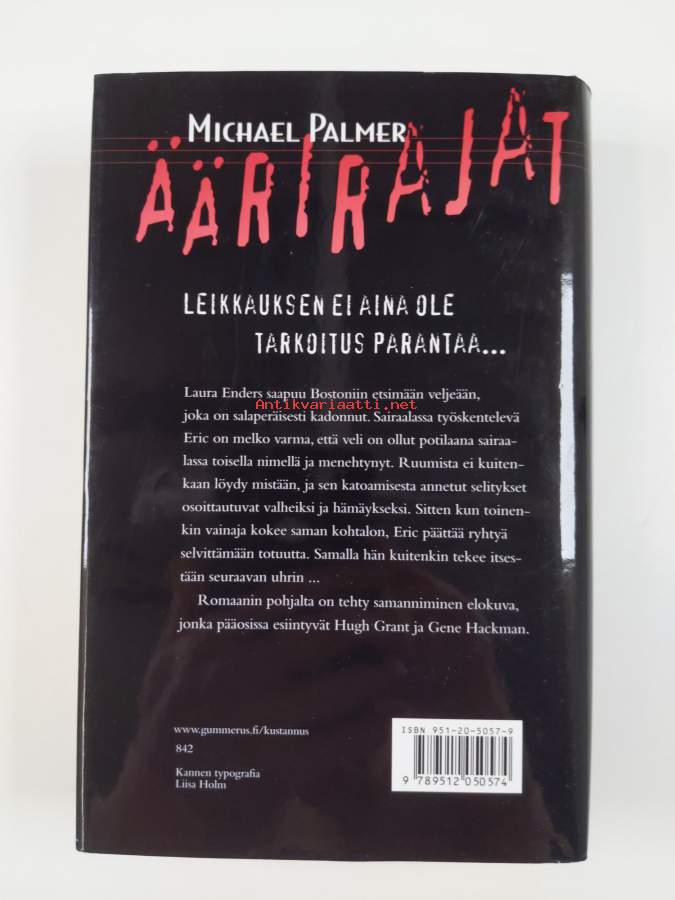 MICHAEL PALMER
ÄÄRIRAJAT
LEIKKAUKSEN EI AINA OLE
TARKOITUS PARANTAA...
Laura Enders saapuu Bostoniin etsimään veljeään,
Antikvariaatti.net
joka on salaperäisesti kadonnut. Sairaalassa työskentelevä
Eric on melko varma, että veli on ollut potilaana sairaa-
lassa toisella nimellä ja menehtynyt. Ruumista ei kuiten-
kaan löydy mistään, ja sen katoamisesta annetut selitykset
osoittautuvat valheiksi ja hämäykseksi. Sitten kun toinen-
kin vainaja kokee saman kohtalon, Eric päättää ryhtyä
selvittämään totuutta. Samalla hän kuitenkin tekee itses-
tään seuraavan uhrin ...
Romaanin pohjalta on tehty samanniminen elokuva,
jonka pääosissa esiintyvät Hugh Grant ja Gene Hackman.
www.gummerus.fi/kustannus
842
Kannen typografia
Liisa Holm
ISBN 951-20-5057-9
9 789512 050574